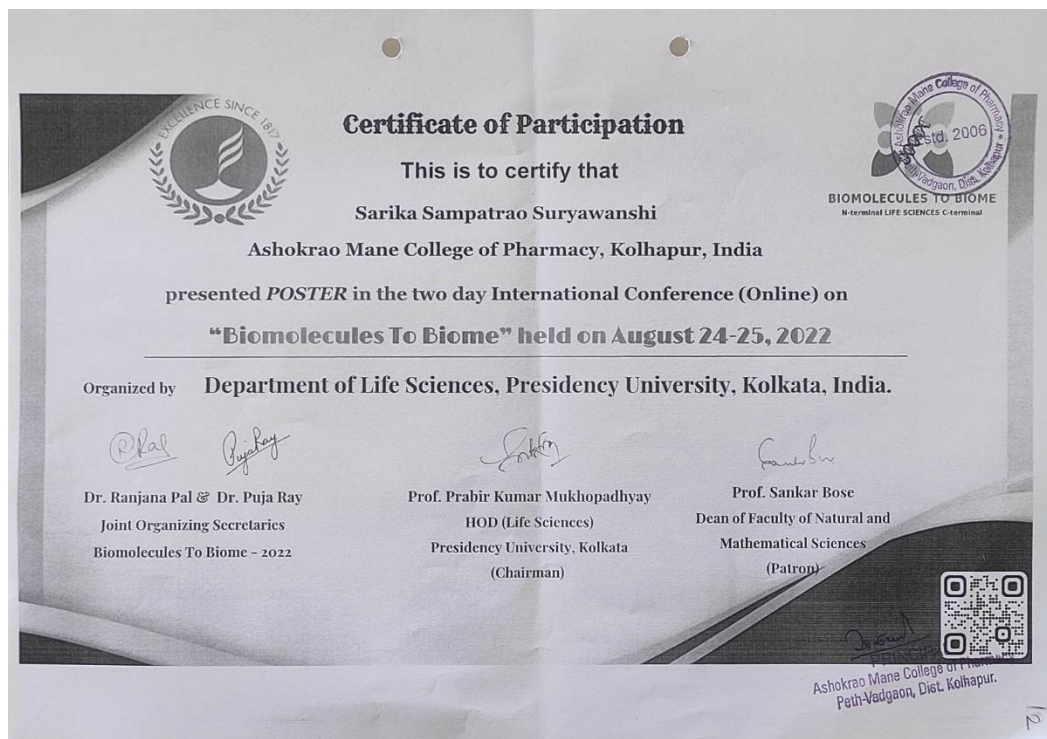 EXCELLENCE SINCE 1817
Certificate of Participation
This is to certify that
Sarika Sampatrao Suryawanshi
Ashokrao Mane College of Pharmacy, Kolhapur, India
presented POSTER in the two day International Conference (Online) on
“Biomolecules To Biome” held on August 24-25, 2022
Organized by Department of Life Sciences, Presidency University, Kolkata, India.
Ashokrao Mane College of Pharmacy
Estd. 2006
Peth-Vadgaon, Dist. Kolhapur
BIOMOLECULES TO BIOME
N-terminal LIFE SCIENCES C-terminal
Puja Ray
Dr. Ranjana Pal & Dr. Puja Ray
Joint Organizing Secretaries
Biomolecules To Biome - 2022
Prof. Prabir Kumar Mukhopadhyay
HOD (Life Sciences)
Presidency University, Kolkata
(Chairman)
Prof. Sankar Bose
Dean of Faculty of Natural and
Mathematical Sciences
(Patron)
PRINCIPAL
Ashokrao Mane College of Pharmacy
Peth-Vadgaon, Dist. Kolhapur.
12